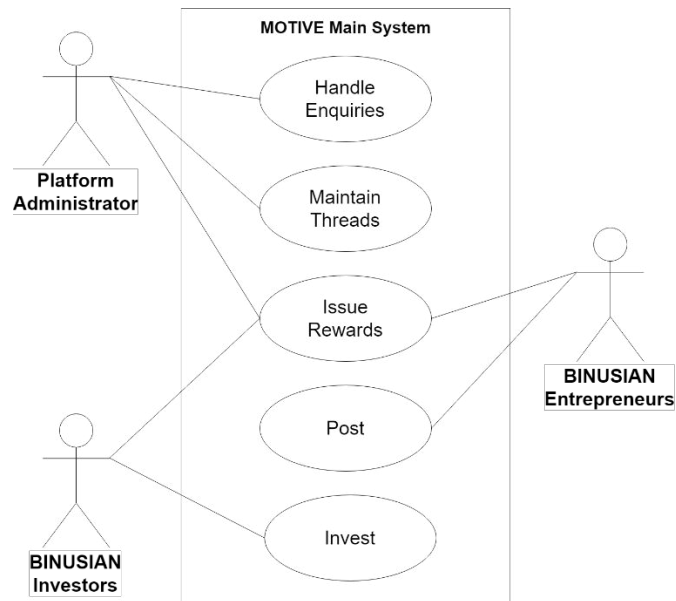 MOTIVE Main System
Handle
Enquiries
Platform
Administrator
Maintain
Threads
Issue
Rewards
BINUSIAN
Entrepreneurs
Post
Invest
BINUSIAN
Investors